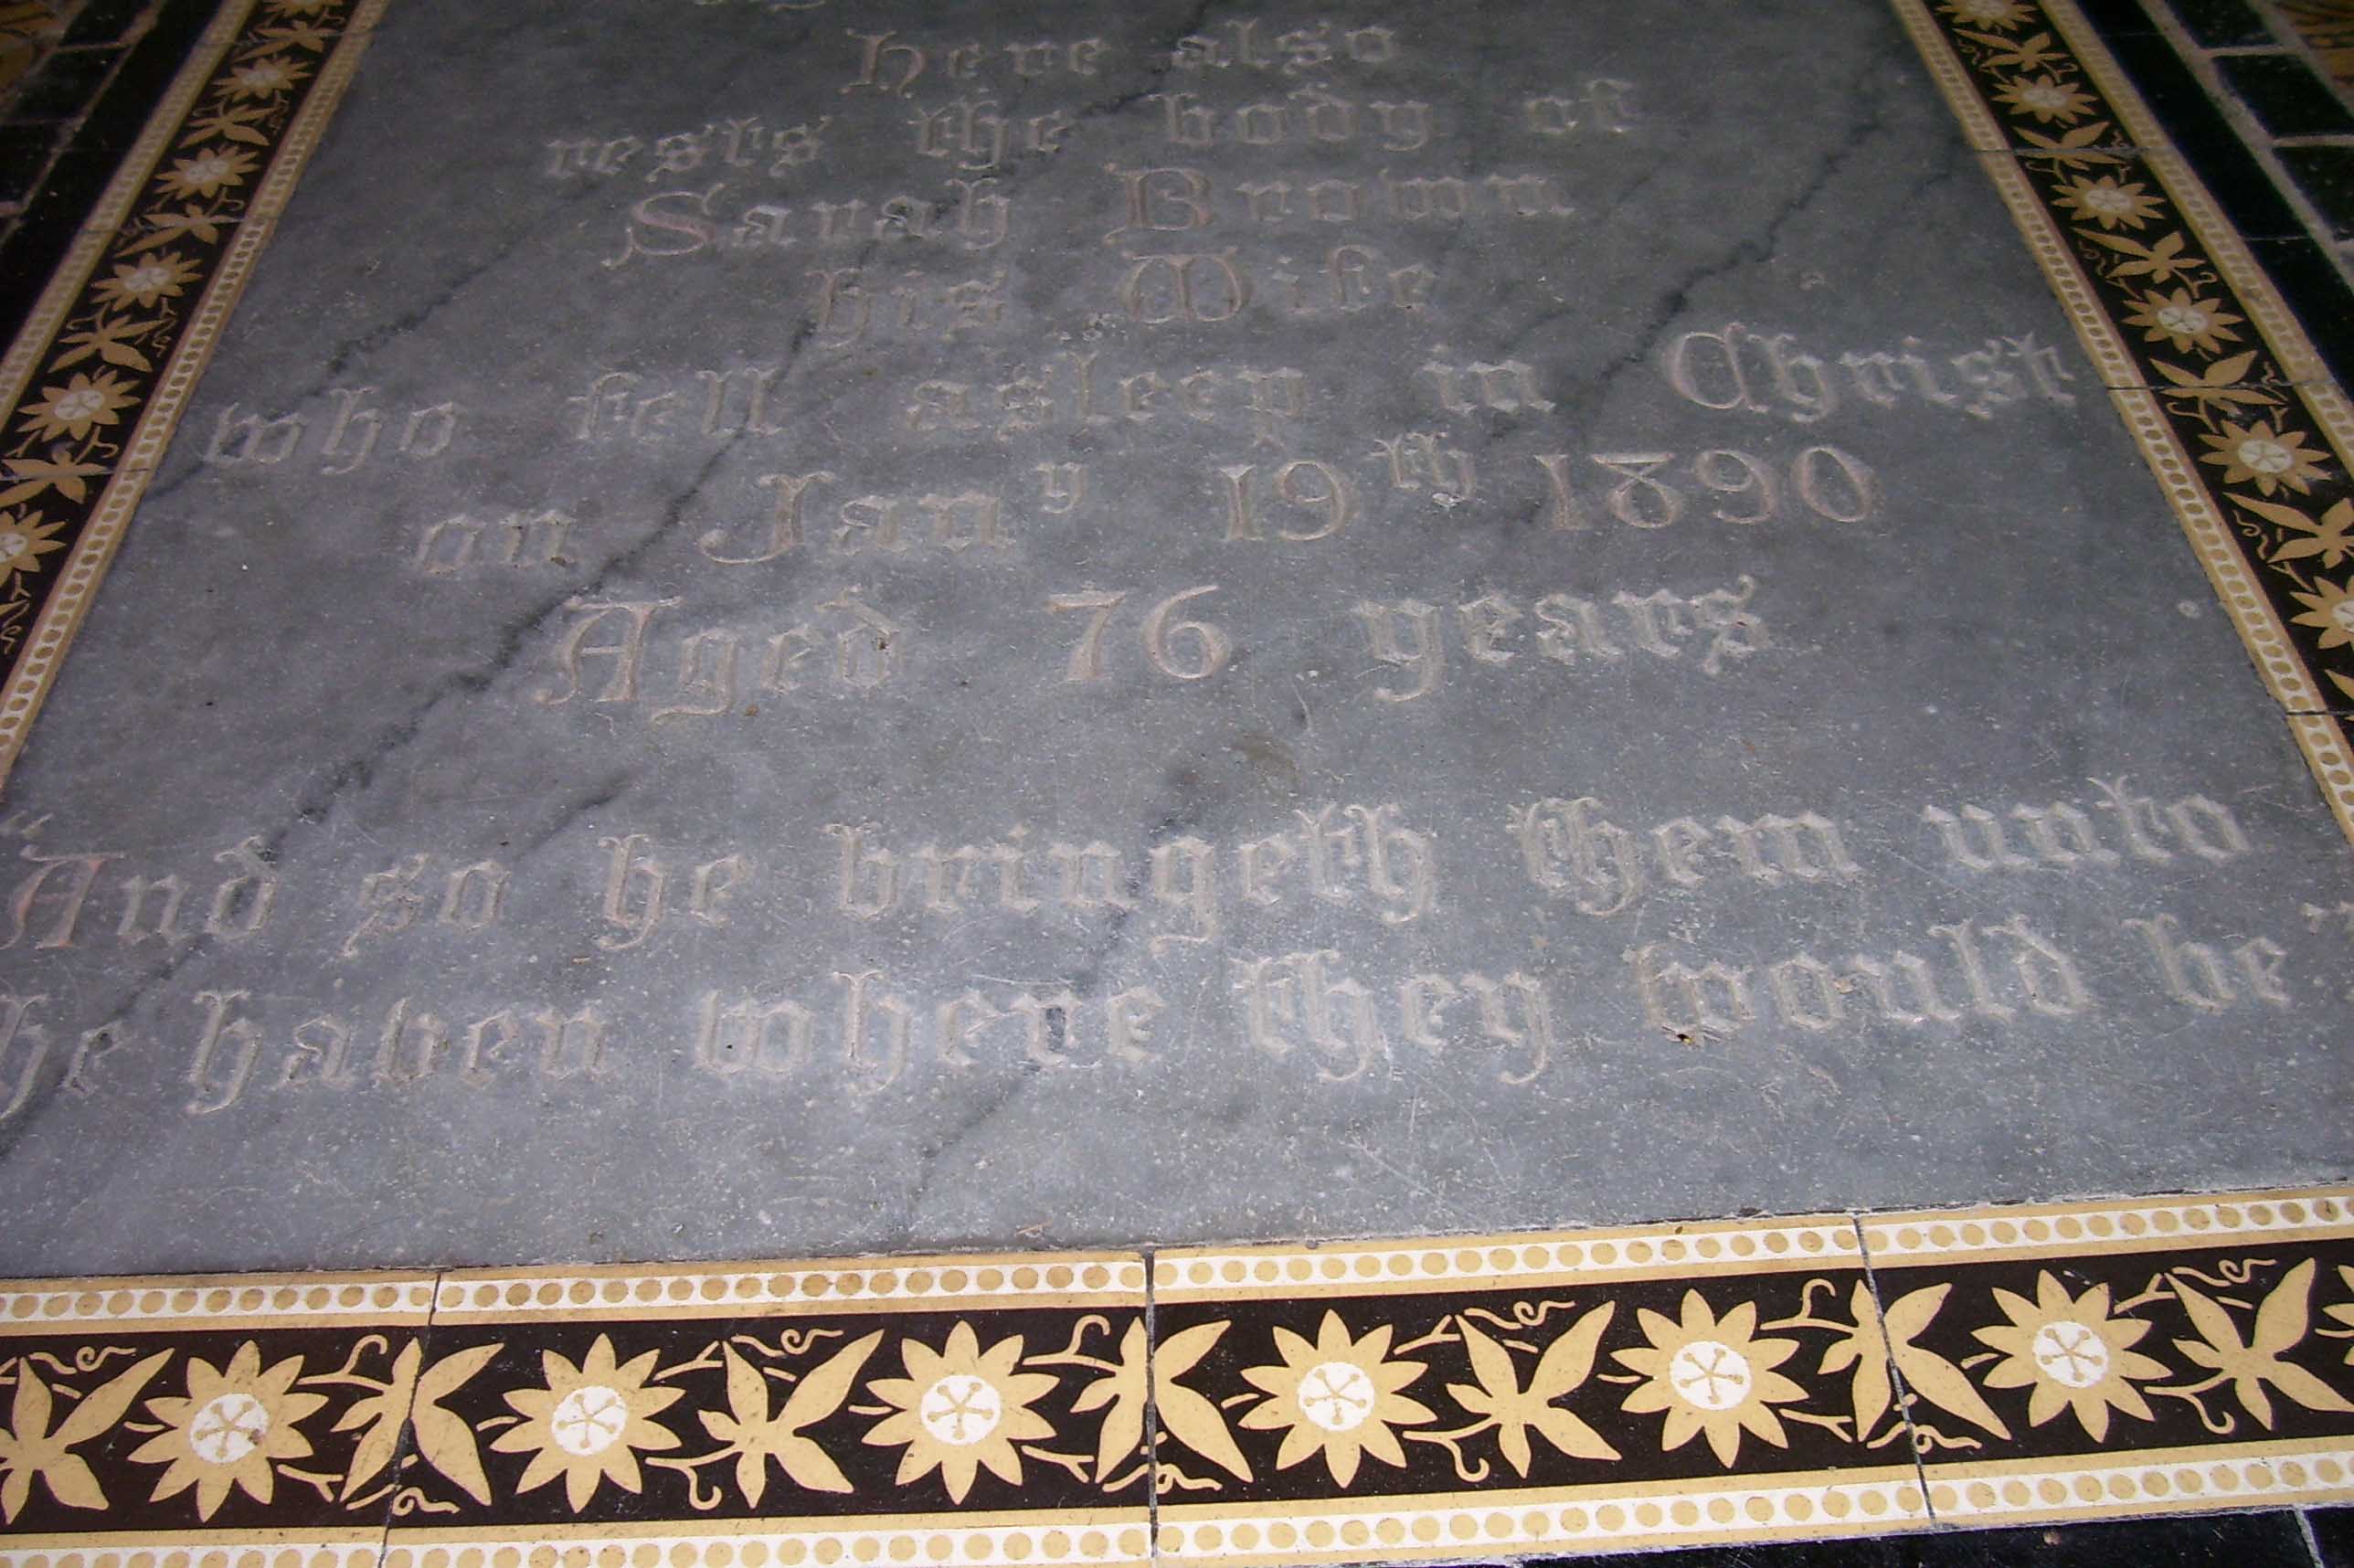 Here also
rests the body of
Sarah Brown
his Wife
who fell asleep in Christ
on Jany 19th 1890
Aged 76 years
"And so he bringeth them unto
he haven where they would be"